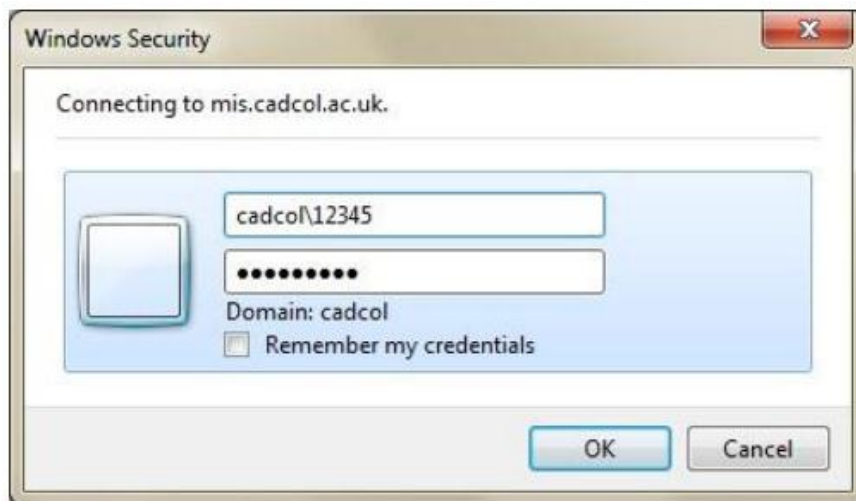 Windows Security
Connecting to mis.cadcol.ac.uk.
cadcol\12345
●●●●●●●●●
Domain: cadcol
Remember my credentials
OK Cancel